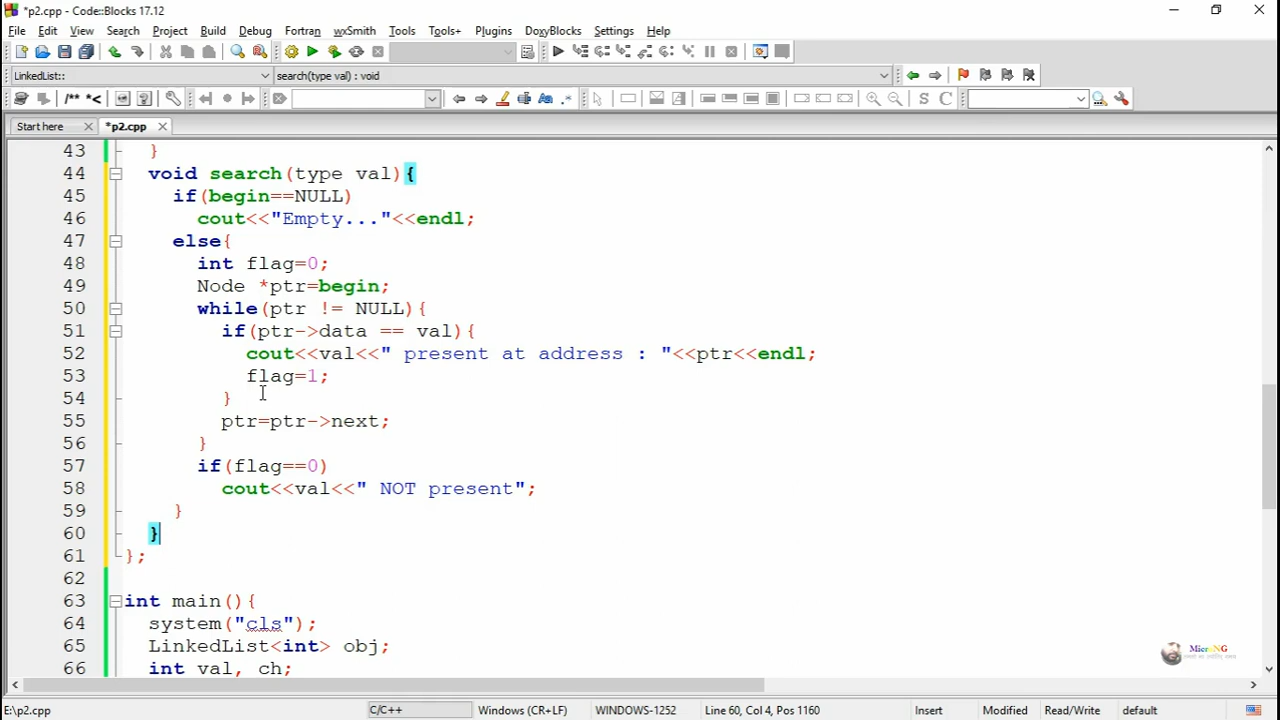 *p2.cpp - Code::Blocks 17.12
File Edit View Search Project Build Debug Fortran wxSmith Tools Tools+ Plugins DoxyBlocks Settings Help
LinkedList:: search(type val) : void
/** *<
S C
Start here *p2.cpp
43 }
44 void search(type val){
45 if(begin==NULL)
46 cout<<"Empty..."<<endl;
47 else{
48 int flag=0;
49 Node *ptr=begin;
50 while(ptr != NULL){
51 if(ptr->data == val){
52 cout<<val<<" present at address : "<<ptr<<endl;
53 flag=1;
54 }
55 ptr=ptr->next;
56 }
57 if(flag==0)
58 cout<<val<<" NOT present";
59 }
60 }
61 };
62
63 int main(){
64 system("cls");
65 LinkedList<int> obj;
66 int val, ch;
MicroNG
E:\p2.cpp C/C++ Windows (CR+LF) WINDOWS-1252 Line 60, Col 4, Pos 1160 Insert Modified Read/Write default